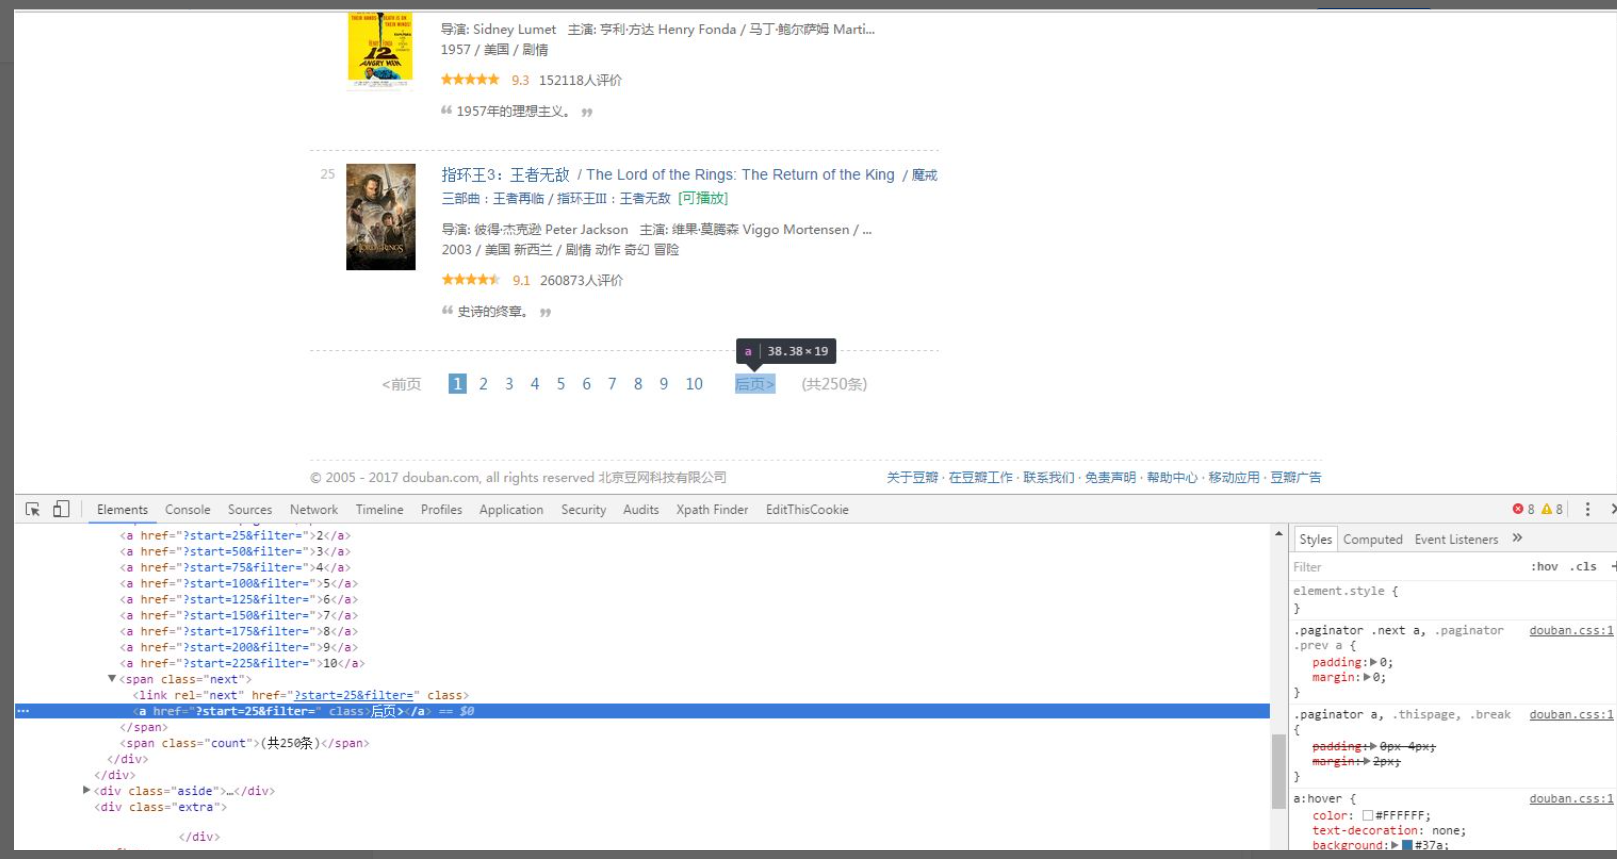 12
ANGRY MEN
导演: Sidney Lumet 主演: 亨利·方达 Henry Fonda / 马丁·鲍尔萨姆 Marti...
1957 / 美国 / 剧情
9.3 152118人评价
“ 1957年的理想主义。 ”
25
指环王3：王者无敌 / The Lord of the Rings: The Return of the King / 魔戒
三部曲：王者再临 / 指环王III：王者无敌 [可播放]
导演: 彼得·杰克逊 Peter Jackson 主演: 维果·莫腾森 Viggo Mortensen / ...
2003 / 美国 新西兰 / 剧情 动作 奇幻 冒险
9.1 260873人评价
“ 史诗的终章。 ”
a 38.38×19
<前页 1 2 3 4 5 6 7 8 9 10 后页> (共250条)
© 2005 - 2017 douban.com, all rights reserved 北京豆网科技有限公司
关于豆瓣 · 在豆瓣工作 · 联系我们 · 免责声明 · 帮助中心 · 移动应用 · 豆瓣广告
Elements Console Sources Network Timeline Profiles Application Security Audits Xpath Finder EditThisCookie 8 8
<a href="?start=25&filter=">2</a>
<a href="?start=50&filter=">3</a>
<a href="?start=75&filter=">4</a>
<a href="?start=100&filter=">5</a>
<a href="?start=125&filter=">6</a>
<a href="?start=150&filter=">7</a>
<a href="?start=175&filter=">8</a>
<a href="?start=200&filter=">9</a>
<a href="?start=225&filter=">10</a>
<span class="next">
<link rel="next" href="?start=25&filter=" class>
<a href="?start=25&filter=" class>后页></a> == $0
</span>
<span class="count">(共250条)</span>
</div>
</div>
<div class="aside">…</div>
<div class="extra">
</div>
Styles Computed Event Listeners »
Filter :hov .cls +
element.style {
}
.paginator .next a, .paginator douban.css:1
.prev a {
padding: 0;
margin: 0;
}
.paginator a, .thispage, .break douban.css:1
{
padding: 0px 4px;
margin: 2px;
}
a:hover { douban.css:1
color: #FFFFFF;
text-decoration: none;
background: #37a;